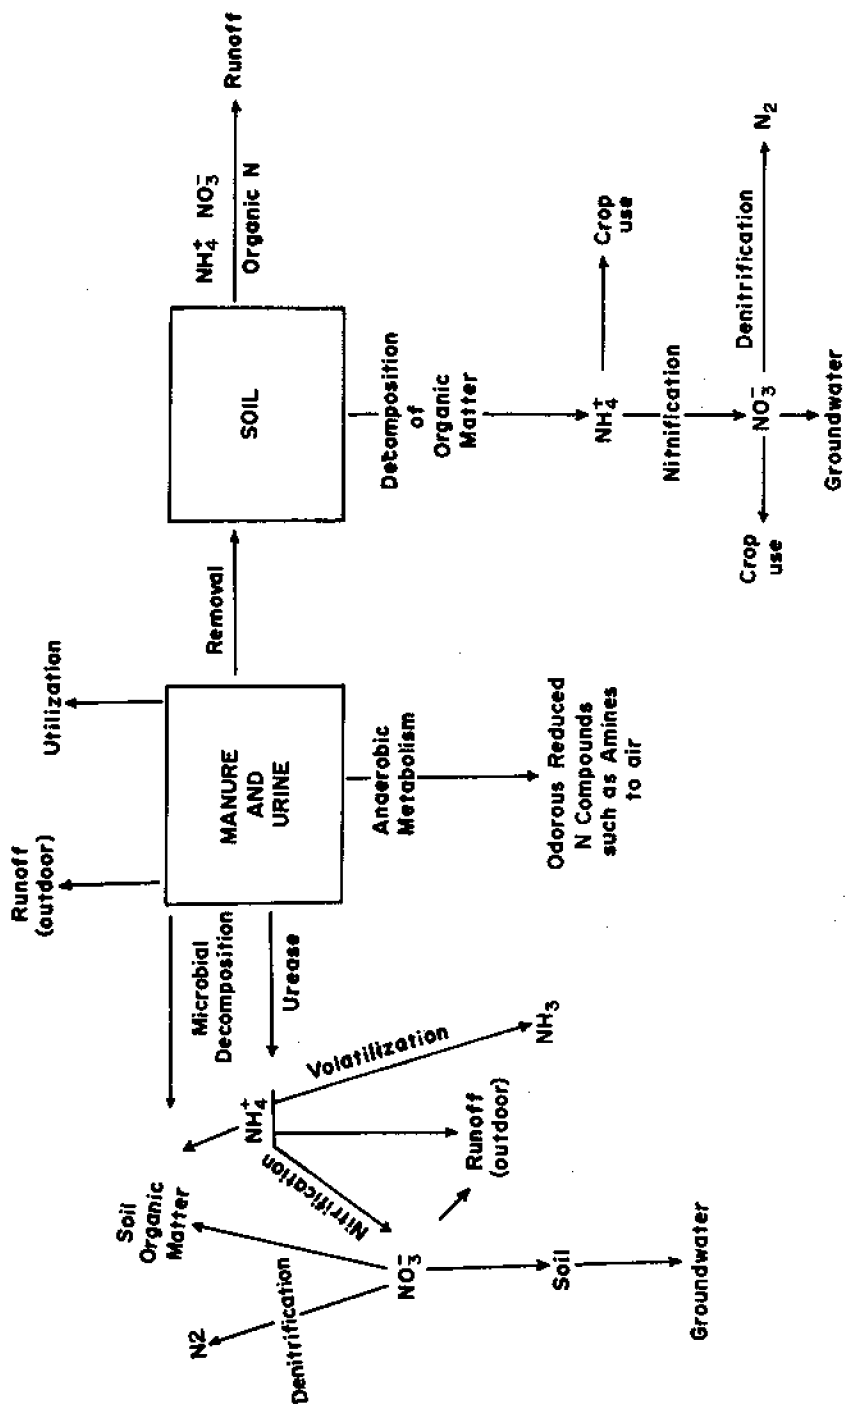 Runoff
(outdoor)
Utilization
Soil
Organic
Matter
Microbial
Decomposition
Urease
MANURE
AND
URINE
Removal
SOIL
NH₄⁺ NO₃⁻
Organic N
Runoff
N2
Denitrification
NH₄⁺
Nitrification
Volatilization
NO₃⁻
Runoff
(outdoor)
NH₃
Soil
Groundwater
Anaerobic
Metabolism
Odorous Reduced
N Compounds
such as Amines
to air
Decomposition
of
Organic
Matter
NH₄⁺
Crop
use
Nitnification
Crop
use
NO₃⁻
Denitrification
N₂
Groundwater